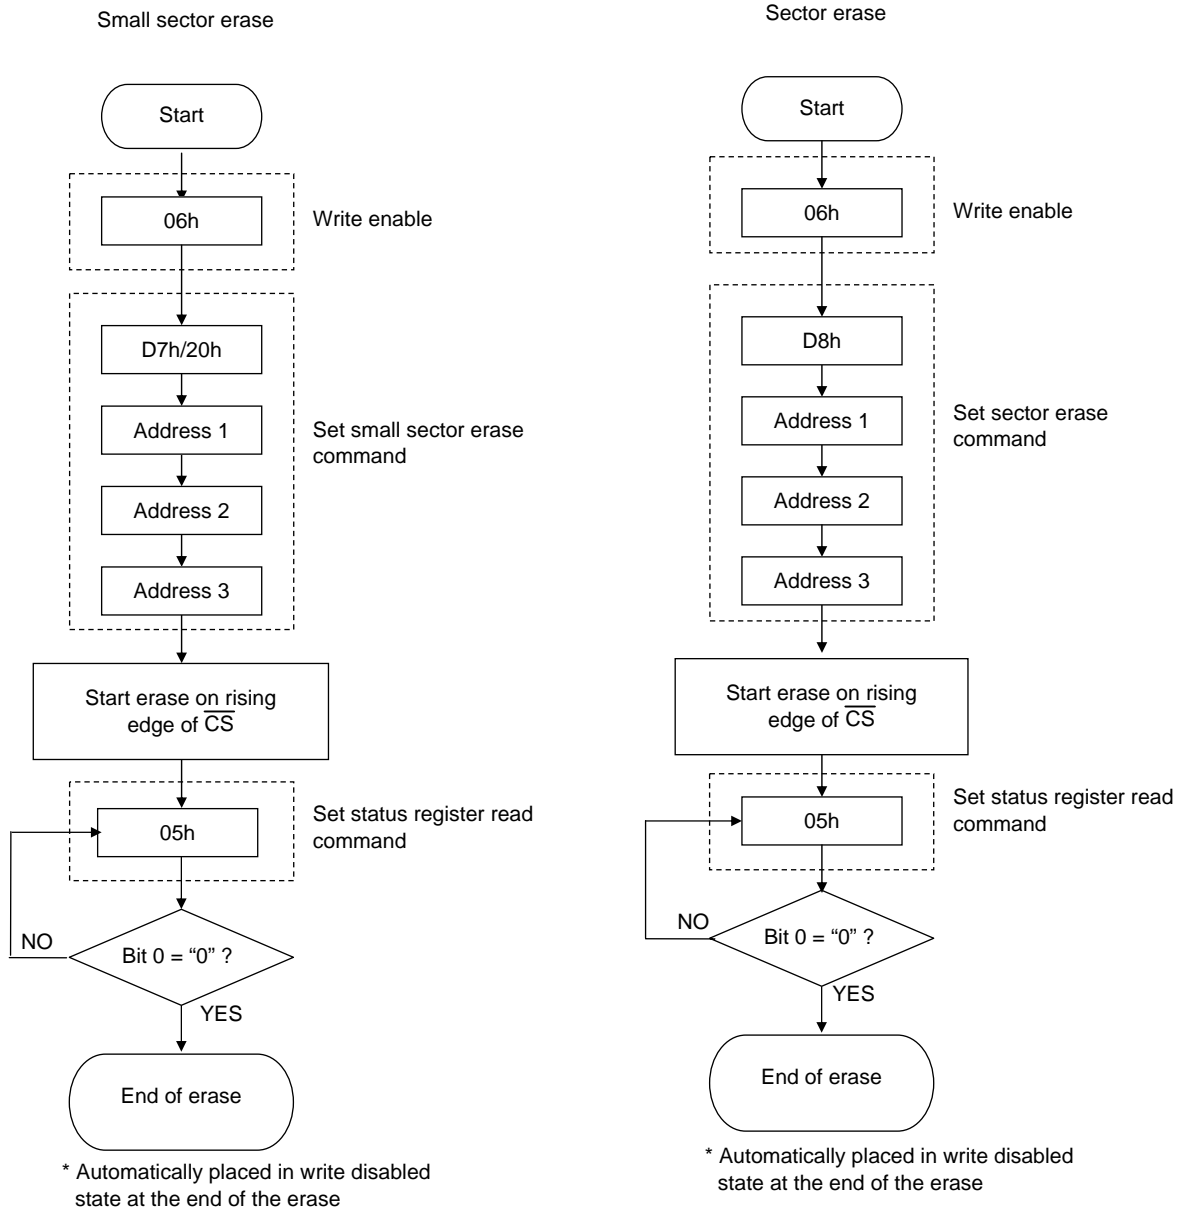 Small sector erase
Start
06h
Write enable
D7h/20h
Address 1
Set small sector erase
command
Address 2
Address 3
Start erase on rising
edge of C̅S̅
05h
Set status register read
command
NO
Bit 0 = “0” ?
YES
End of erase
* Automatically placed in write disabled
state at the end of the erase
Sector erase
Start
06h
Write enable
D8h
Address 1
Set sector erase
command
Address 2
Address 3
Start erase on rising
edge of C̅S̅
05h
Set status register read
command
NO
Bit 0 = “0” ?
YES
End of erase
* Automatically placed in write disabled
state at the end of the erase